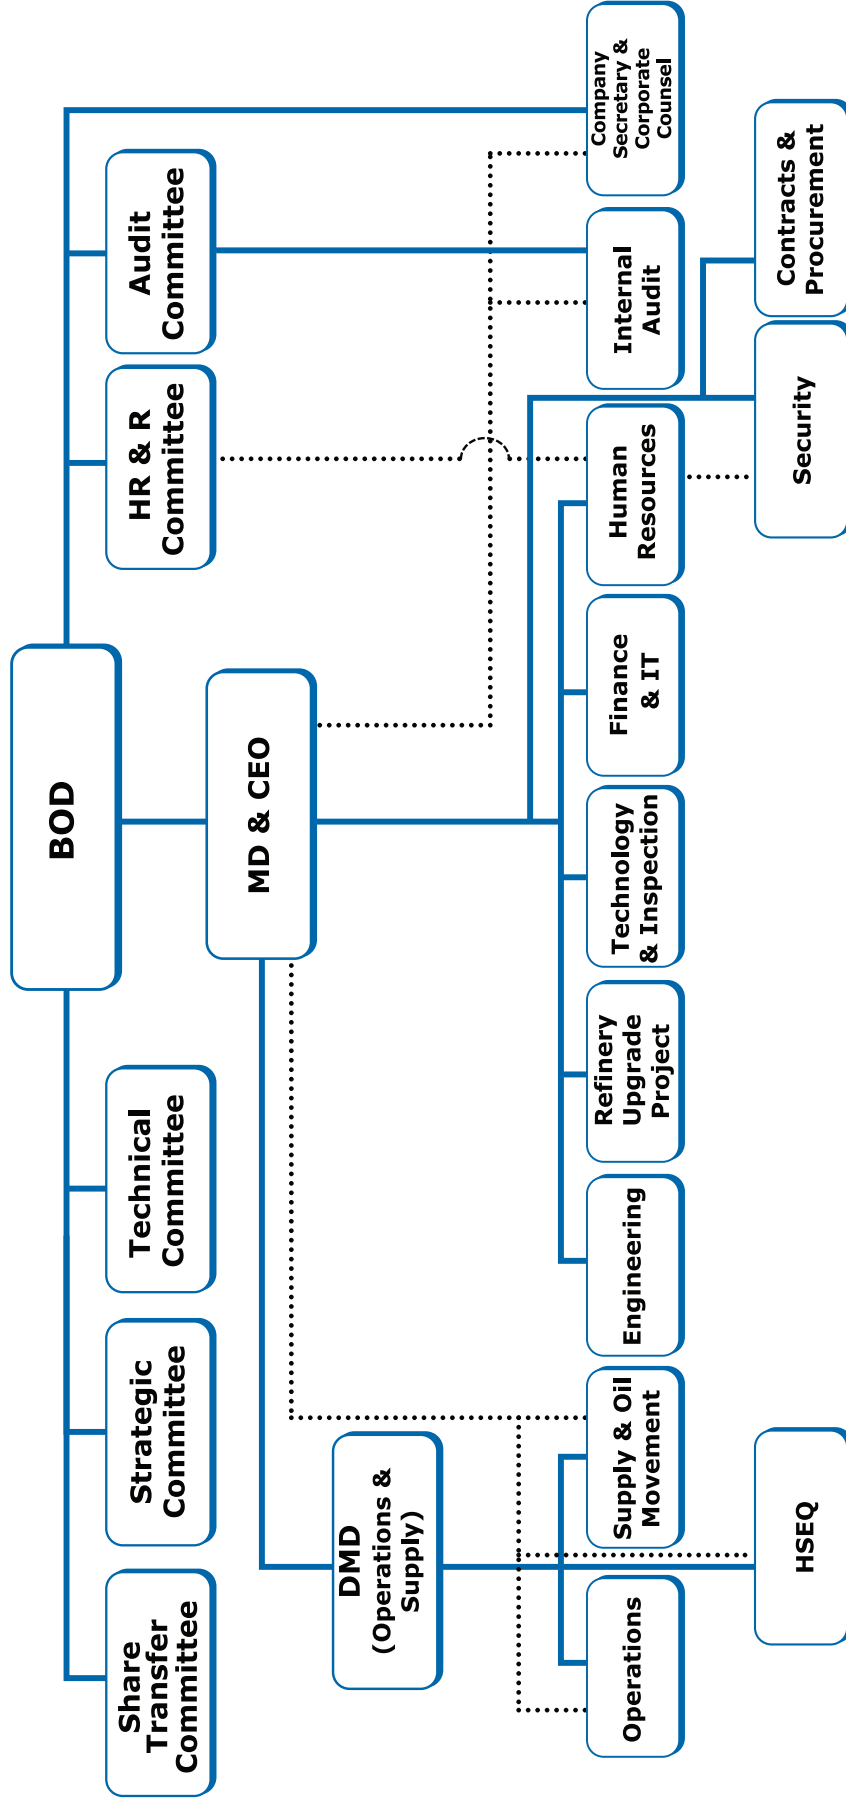 BOD
Share
Transfer
Committee
Strategic
Committee
Technical
Committee
HR & R
Committee
Audit
Committee
MD & CEO
DMD
(Operations &
Supply)
Operations
Supply & Oil
Movement
Engineering
Refinery
Upgrade
Project
Technology
& Inspection
Finance
& IT
Human
Resources
Internal
Audit
Company
Secretary &
Corporate
Counsel
HSEQ
Security
Contracts &
Procurement